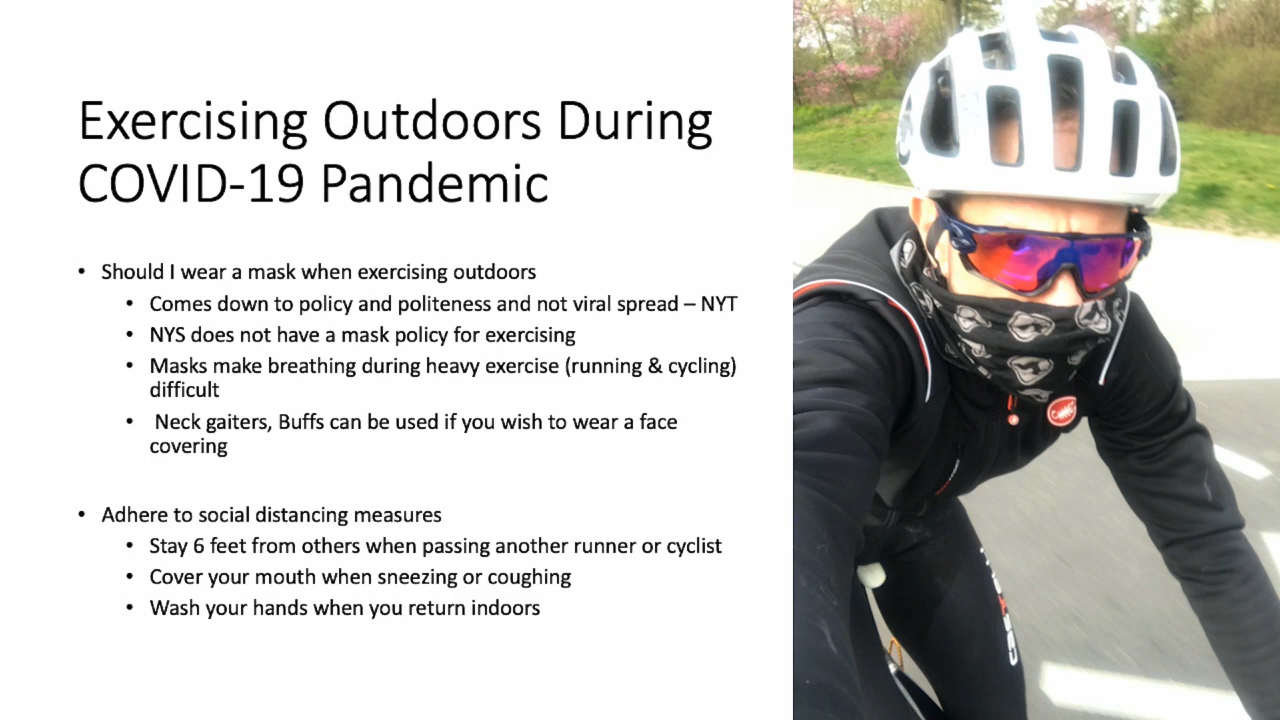 Exercising Outdoors During
COVID-19 Pandemic
• Should I wear a mask when exercising outdoors
• Comes down to policy and politeness and not viral spread – NYT
• NYS does not have a mask policy for exercising
• Masks make breathing during heavy exercise (running & cycling)
difficult
• Neck gaiters, Buffs can be used if you wish to wear a face
covering
• Adhere to social distancing measures
• Stay 6 feet from others when passing another runner or cyclist
• Cover your mouth when sneezing or coughing
• Wash your hands when you return indoors